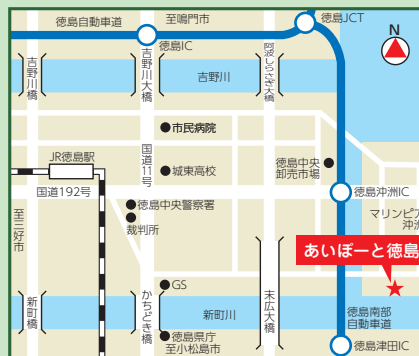 徳島自動車道
至鳴門市
徳島JCT
徳島IC
N
吉野川橋
吉野川大橋
阿波しらさぎ大橋
吉野川
市民病院
国道11号
JR徳島駅
城東高校
徳島中央
卸売市場
国道192号
徳島沖洲IC
徳島中央警察署
裁判所
至三好市
マリンピア
沖洲
あいぽーと徳島
GS
新町橋
かちどき橋
新町川
末広大橋
徳島南部
自動車道
徳島県庁
至小松島市
徳島津田IC